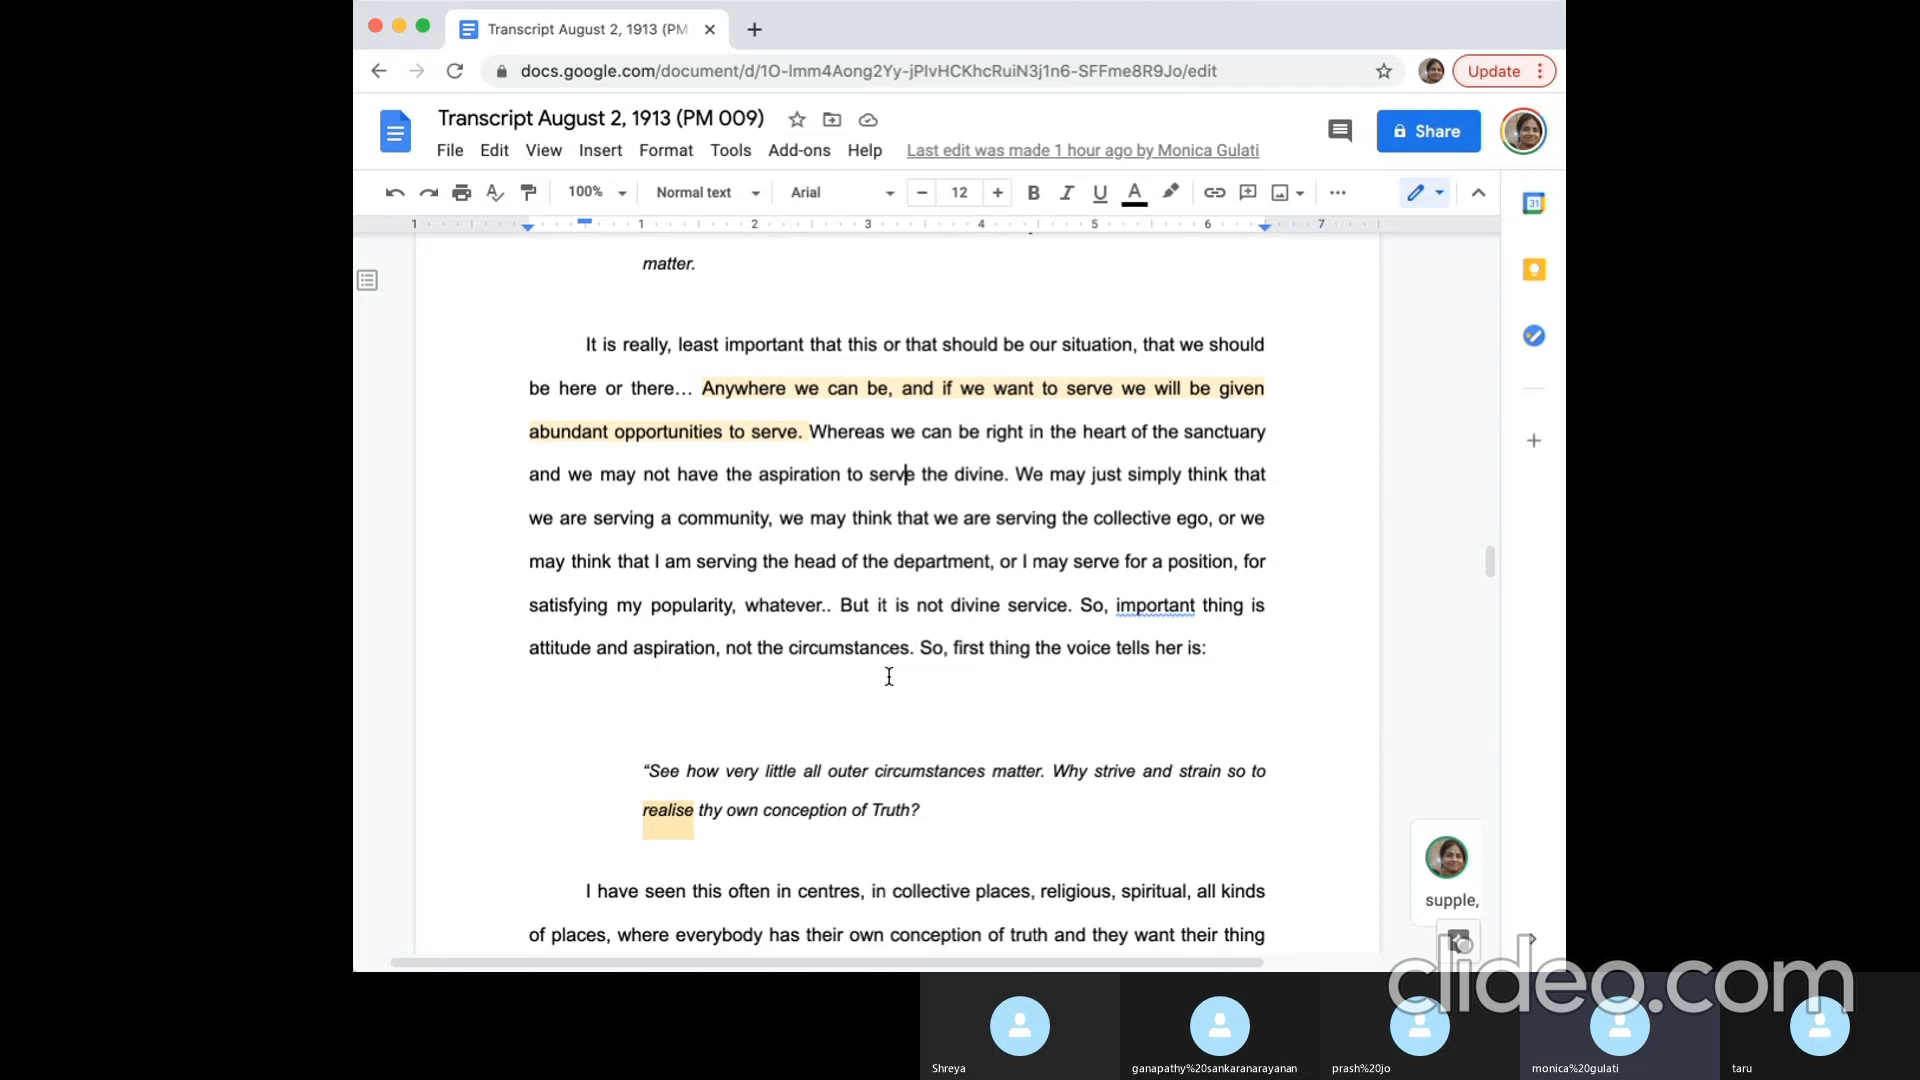 Transcript August 2, 1913 (PM
docs.google.com/document/d/1O-lmm4Aong2Yy-jPIvHCKhcRuiN3j1n6-SFFme8R9Jo/edit
Update
Transcript August 2, 1913 (PM 009)
Share
File Edit View Insert Format Tools Add-ons Help Last edit was made 1 hour ago by Monica Gulati
100% Normal text Arial 12 B I U A
1 1 2 3 4 5 6 7
31
matter.
It is really, least important that this or that should be our situation, that we should
be here or there… Anywhere we can be, and if we want to serve we will be given
abundant opportunities to serve. Whereas we can be right in the heart of the sanctuary
and we may not have the aspiration to serve the divine. We may just simply think that
we are serving a community, we may think that we are serving the collective ego, or we
may think that I am serving the head of the department, or I may serve for a position, for
satisfying my popularity, whatever.. But it is not divine service. So, important thing is
attitude and aspiration, not the circumstances. So, first thing the voice tells her is:
“See how very little all outer circumstances matter. Why strive and strain so to
realise thy own conception of Truth?
I have seen this often in centres, in collective places, religious, spiritual, all kinds
of places, where everybody has their own conception of truth and they want their thing
supple,
clideo.com
Shreya
ganapathy%20sankaranarayanan
prash%20jo
monica%20gulati
taru